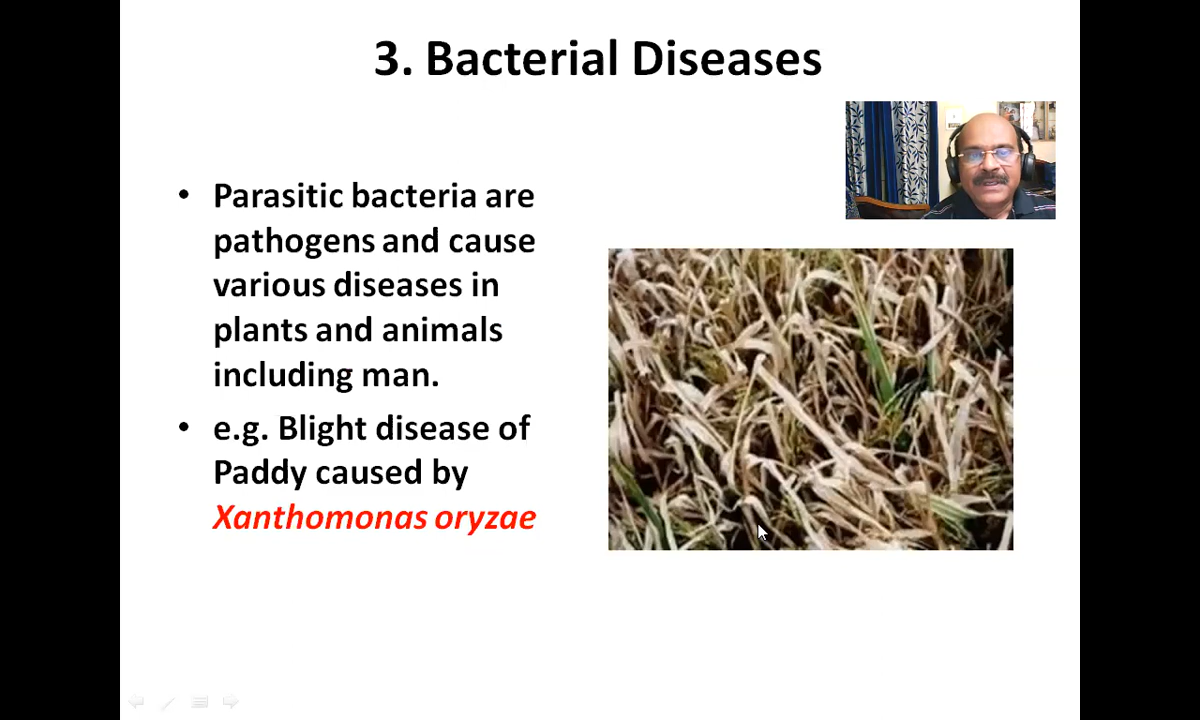 3. Bacterial Diseases
• Parasitic bacteria are
pathogens and cause
various diseases in
plants and animals
including man.
• e.g. Blight disease of
Paddy caused by
Xanthomonas oryzae